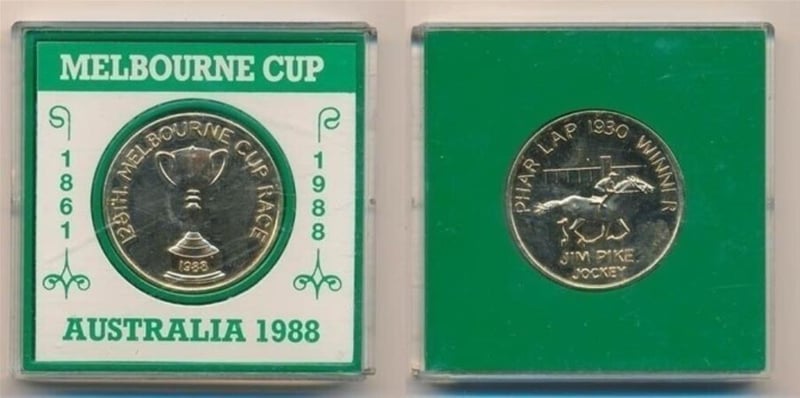 MELBOURNE CUP
1861
1988
128TH. MELBOURNE CUP RACE
1988
AUSTRALIA 1988
PHAR LAP 1930 WINNER
JIM PIKE
JOCKEY